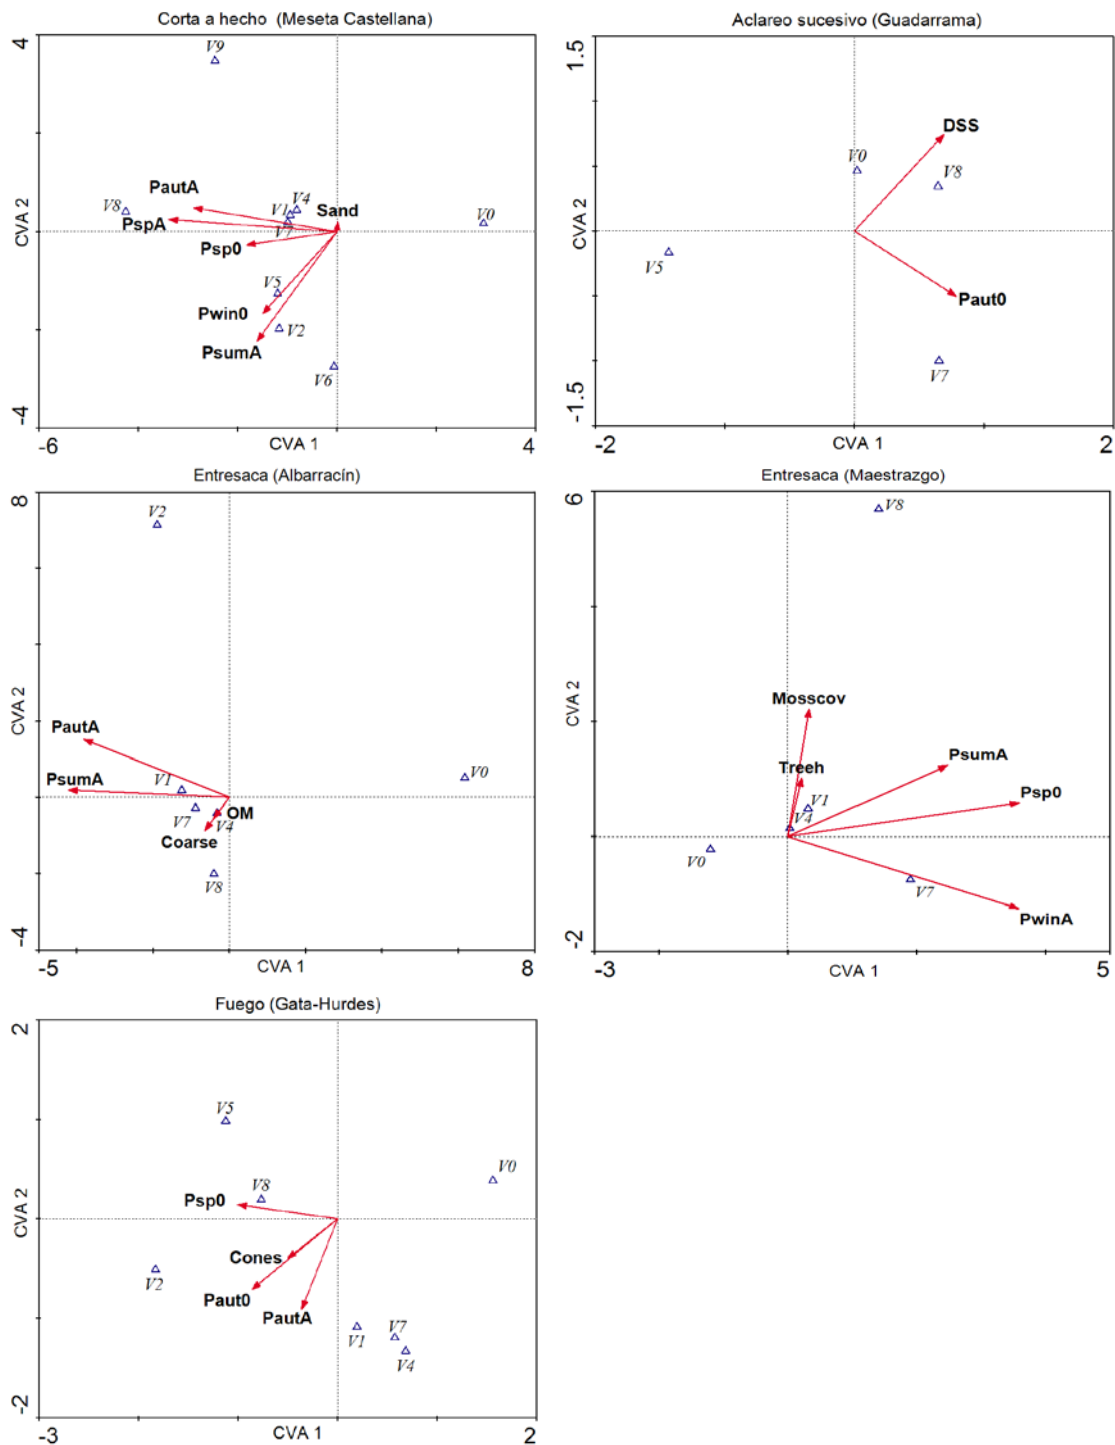 Corta a hecho (Meseta Castellana)
4
V9
PautA
V8
PspA
V1
V4
Sand
V0
V7
Psp0
CVA 2
V5
Pwin0
V2
PsumA
V6
-4
-6
CVA 1
4
Aclareo sucesivo (Guadarrama)
1.5
DSS
V0
V8
CVA 2
V5
Paut0
V7
-1.5
-2
CVA 1
2
Entresaca (Albarracín)
8
V2
CVA 2
PautA
PsumA
V1
V0
V7
OM
V4
Coarse
V8
-4
-5
CVA 1
8
Entresaca (Maestrazgo)
6
V8
CVA 2
Mosscov
PsumA
Treeh
Psp0
V1
V4
V0
V7
PwinA
-2
-3
CVA 1
5
Fuego (Gata-Hurdes)
2
V5
V0
V8
Psp0
CVA 2
Cones
V2
Paut0
PautA
V1
V7
V4
-2
-3
CVA 1
2